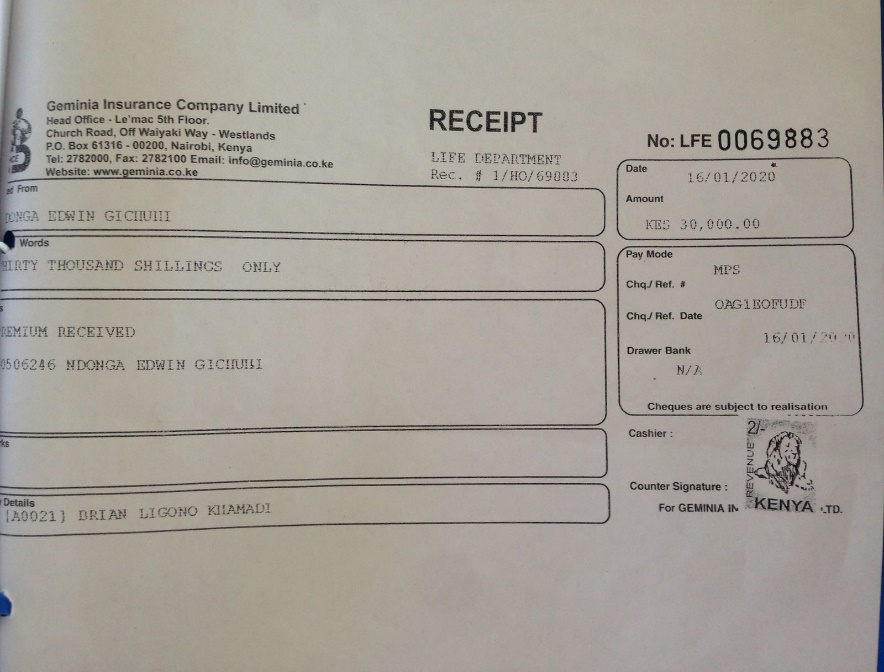 Geminia Insurance Company Limited
Head Office - Le'mac 5th Floor.
Church Road, Off Waiyaki Way - Westlands
P.O. Box 61316 - 00200, Nairobi, Kenya
Tel: 2782000, Fax: 2782100 Email: info@geminia.co.ke
Website: www.geminia.co.ke
RECEIPT
LIFE DEPARTMENT
Rec. # 1/HO/69883
No: LFE 0069883
Date
16/01/2020
Amount
KES 30,000.00
From
DONGA EDWIN GICHUHI
Words
HIRTY THOUSAND SHILLINGS ONLY
REMIUM RECEIVED
0506246 NDONGA EDWIN GICHUHI
Details
[A0021] BRIAN LIGONO KHAMADI
Pay Mode
MPS
Chq./ Ref. #
OAG1EOFUDF
Chq./ Ref. Date
16/01/20 0
Drawer Bank
N/A
Cheques are subject to realisation
Cashier :
Counter Signature :
For GEMINIA IN LTD.
2/-
REVENUE
KENYA